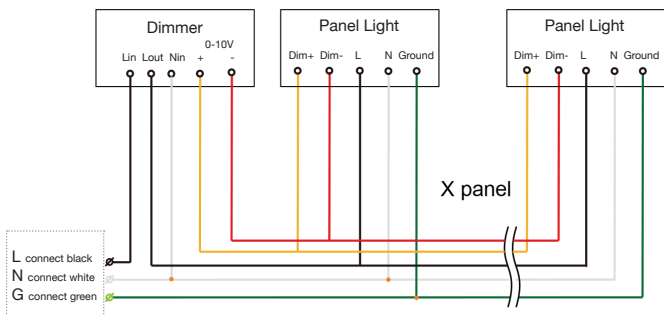 Dimmer
0-10V
Lin Lout Nin + -
Panel Light
Dim+ Dim- L N Ground
Panel Light
Dim+ Dim- L N Ground
X panel
L connect black
N connect white
G connect green